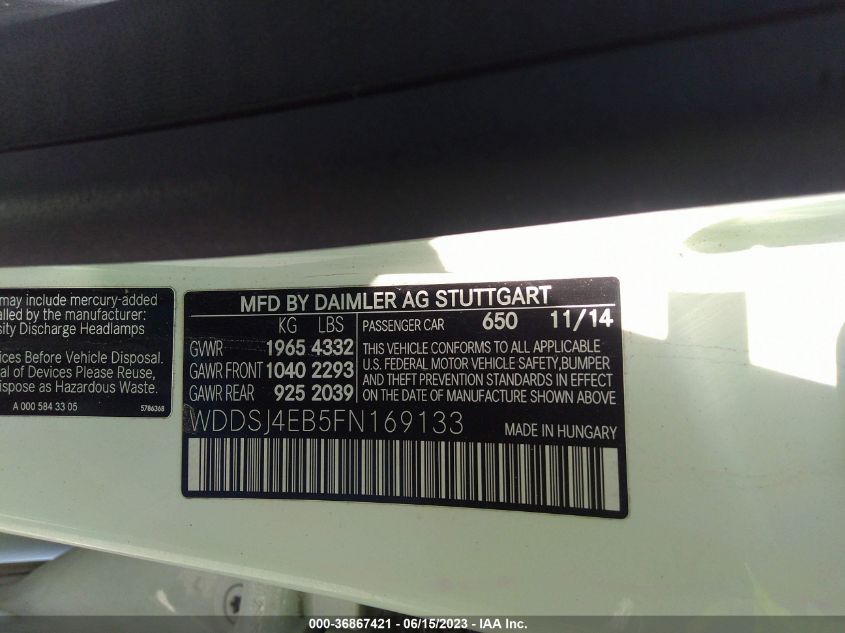 may include mercury-added
alled by the manufacturer:
sity Discharge Headlamps
ices Before Vehicle Disposal.
al of Devices Please Reuse,
ispose as Hazardous Waste.
A 000 584 33 05 5786368
MFD BY DAIMLER AG STUTTGART
KG LBS PASSENGER CAR 650 11/14
GVWR 1965 4332
GAWR FRONT 1040 2293
GAWR REAR 925 2039
THIS VEHICLE CONFORMS TO ALL APPLICABLE
U.S. FEDERAL MOTOR VEHICLE SAFETY,BUMPER
AND THEFT PREVENTION STANDARDS IN EFFECT
ON THE DATE OF MANUFACTURE SHOWN ABOVE
WDDSJ4EB5FN169133 MADE IN HUNGARY
000-36867421 - 06/15/2023 - IAA Inc.